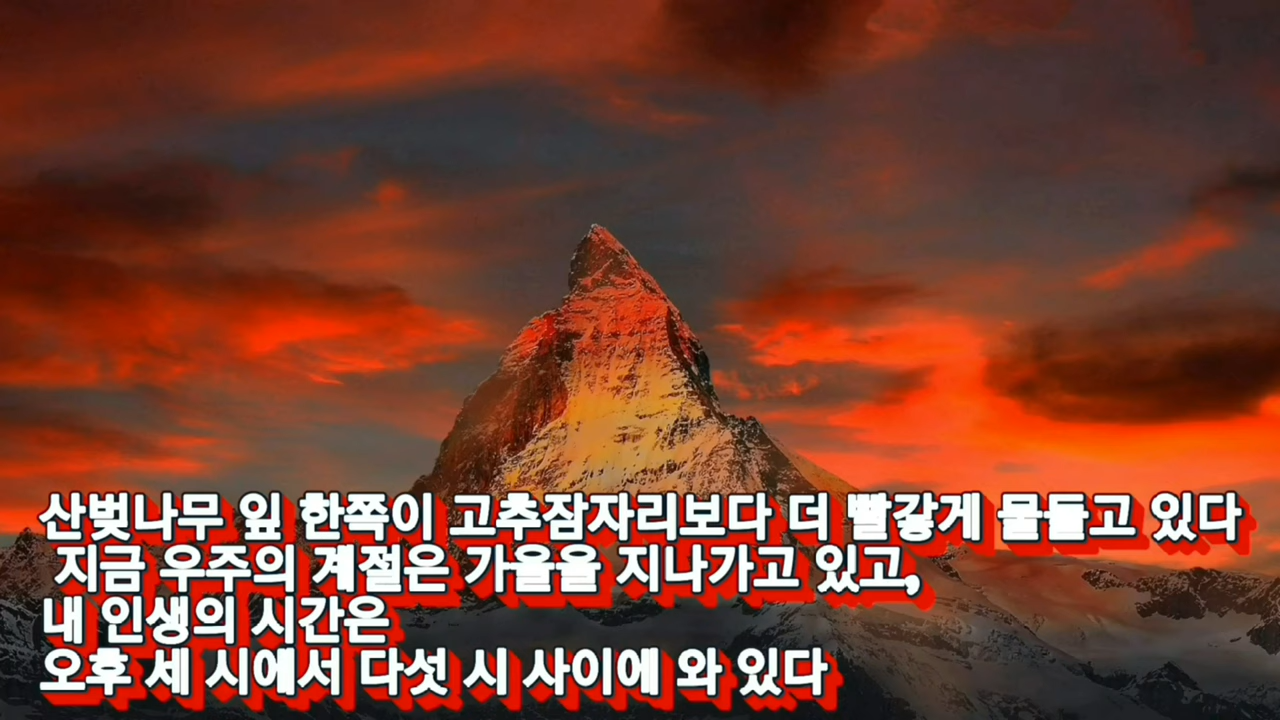 산벚나무 잎 한쪽이 고추잠자리보다 더 빨갛게 물들고 있다
지금 우주의 계절은 가을을 지나가고 있고,
내 인생의 시간은
오후 세 시에서 다섯 시 사이에 와 있다